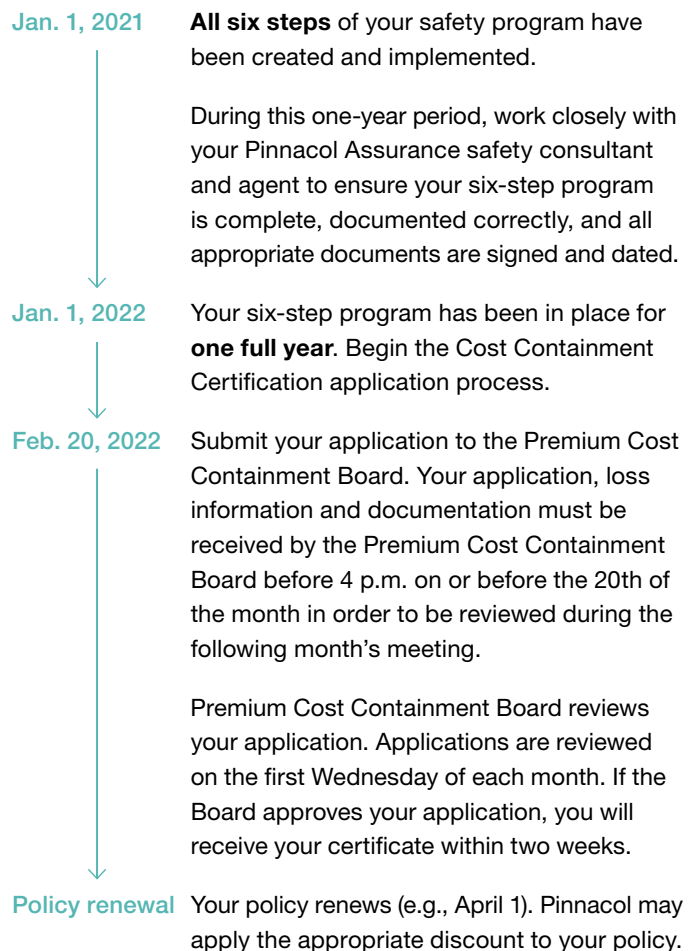 Jan. 1, 2021 All six steps of your safety program have
been created and implemented.
During this one-year period, work closely with
your Pinnacol Assurance safety consultant
and agent to ensure your six-step program
is complete, documented correctly, and all
appropriate documents are signed and dated.
Jan. 1, 2022 Your six-step program has been in place for
one full year. Begin the Cost Containment
Certification application process.
Feb. 20, 2022 Submit your application to the Premium Cost
Containment Board. Your application, loss
information and documentation must be
received by the Premium Cost Containment
Board before 4 p.m. on or before the 20th of
the month in order to be reviewed during the
following month’s meeting.
Premium Cost Containment Board reviews
your application. Applications are reviewed
on the first Wednesday of each month. If the
Board approves your application, you will
receive your certificate within two weeks.
Policy renewal Your policy renews (e.g., April 1). Pinnacol may
apply the appropriate discount to your policy.